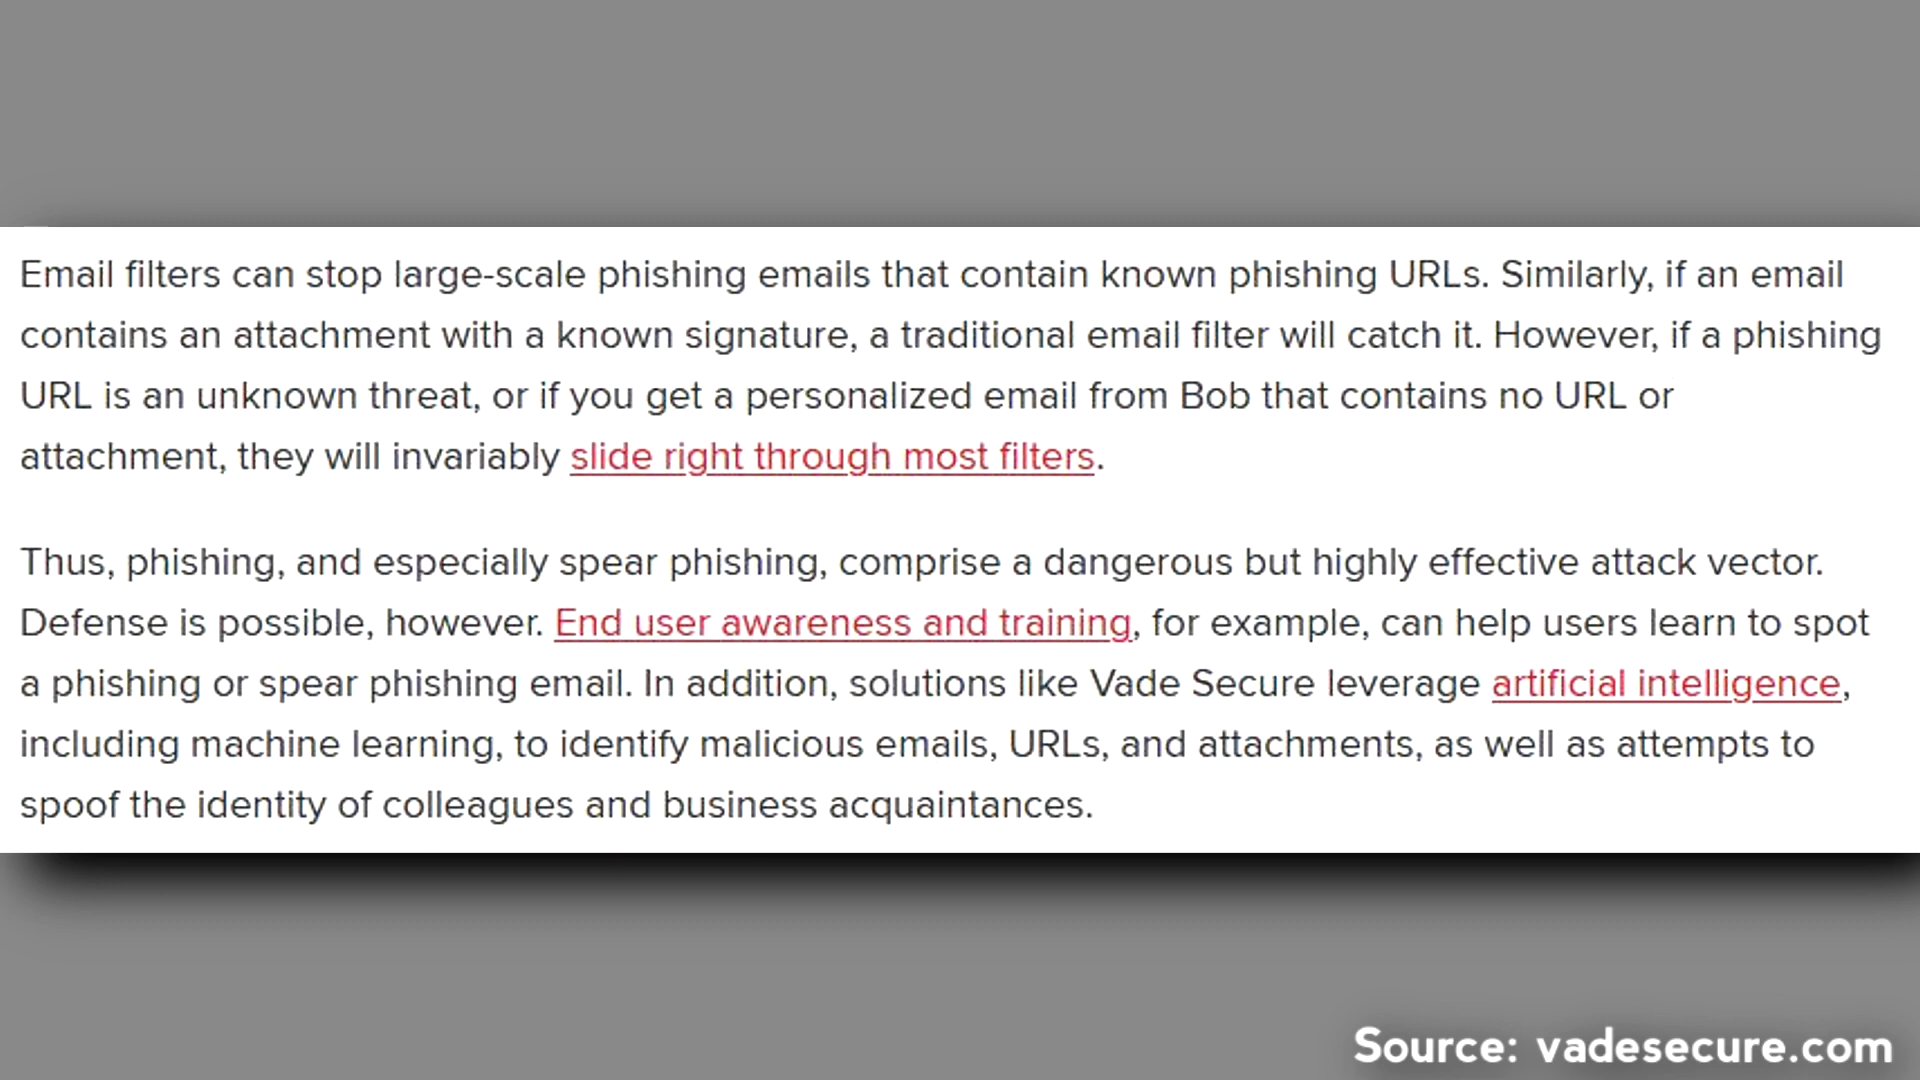 Email filters can stop large-scale phishing emails that contain known phishing URLs. Similarly, if an email
contains an attachment with a known signature, a traditional email filter will catch it. However, if a phishing
URL is an unknown threat, or if you get a personalized email from Bob that contains no URL or
attachment, they will invariably slide right through most filters.
Thus, phishing, and especially spear phishing, comprise a dangerous but highly effective attack vector.
Defense is possible, however. End user awareness and training, for example, can help users learn to spot
a phishing or spear phishing email. In addition, solutions like Vade Secure leverage artificial intelligence,
including machine learning, to identify malicious emails, URLs, and attachments, as well as attempts to
spoof the identity of colleagues and business acquaintances.
Source: vadesecure.com